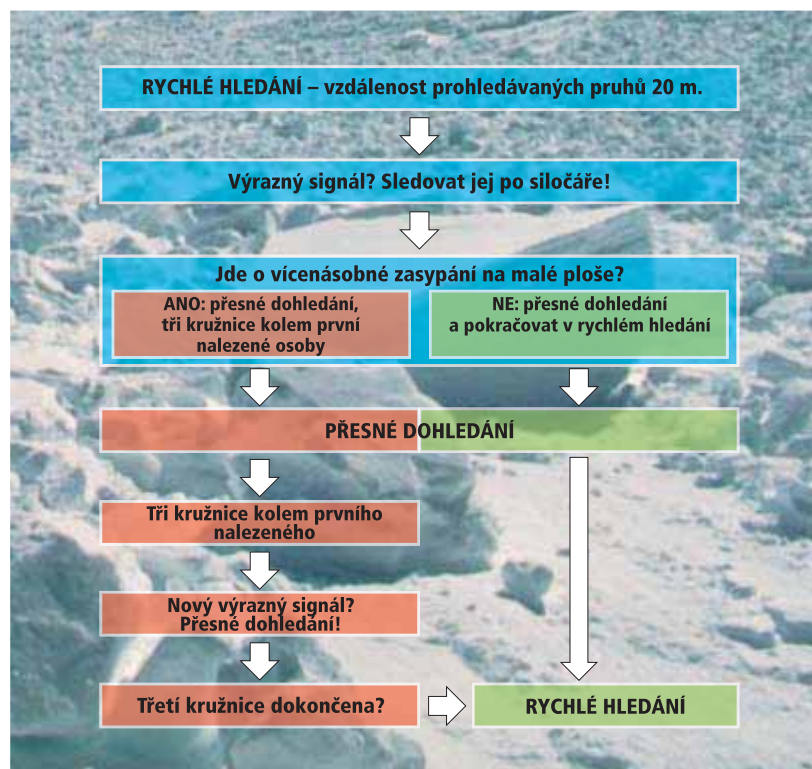 RYCHLÉ HLEDÁNÍ – vzdálenost prohledávaných pruhů 20 m.
Výrazný signál? Sledovat jej po siločáře!
Jde o vícenásobné zasypání na malé ploše?
ANO: přesné dohledání,
tři kružnice kolem první
nalezené osoby
NE: přesné dohledání
a pokračovat v rychlém hledání
PŘESNÉ DOHLEDÁNÍ
Tři kružnice kolem prvního
nalezeného
Nový výrazný signál?
Přesné dohledání!
Třetí kružnice dokončena?
RYCHLÉ HLEDÁNÍ